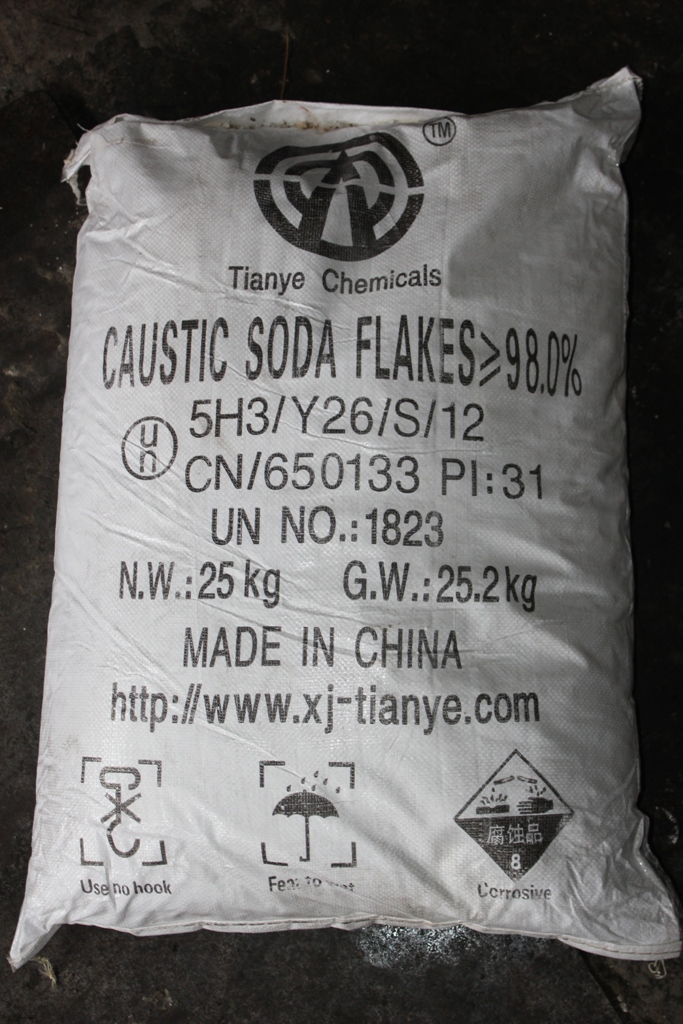 TM
Tianye Chemicals
CAUSTIC SODA FLAKES≥98.0%
un
5H3/Y26/S/12
CN/650133 PI:31
UN NO.:1823
N.W.:25 kg G.W.:25.2kg
MADE IN CHINA
http://www.xj-tianye.com
腐蚀品
8
Use no hook
Corrosive